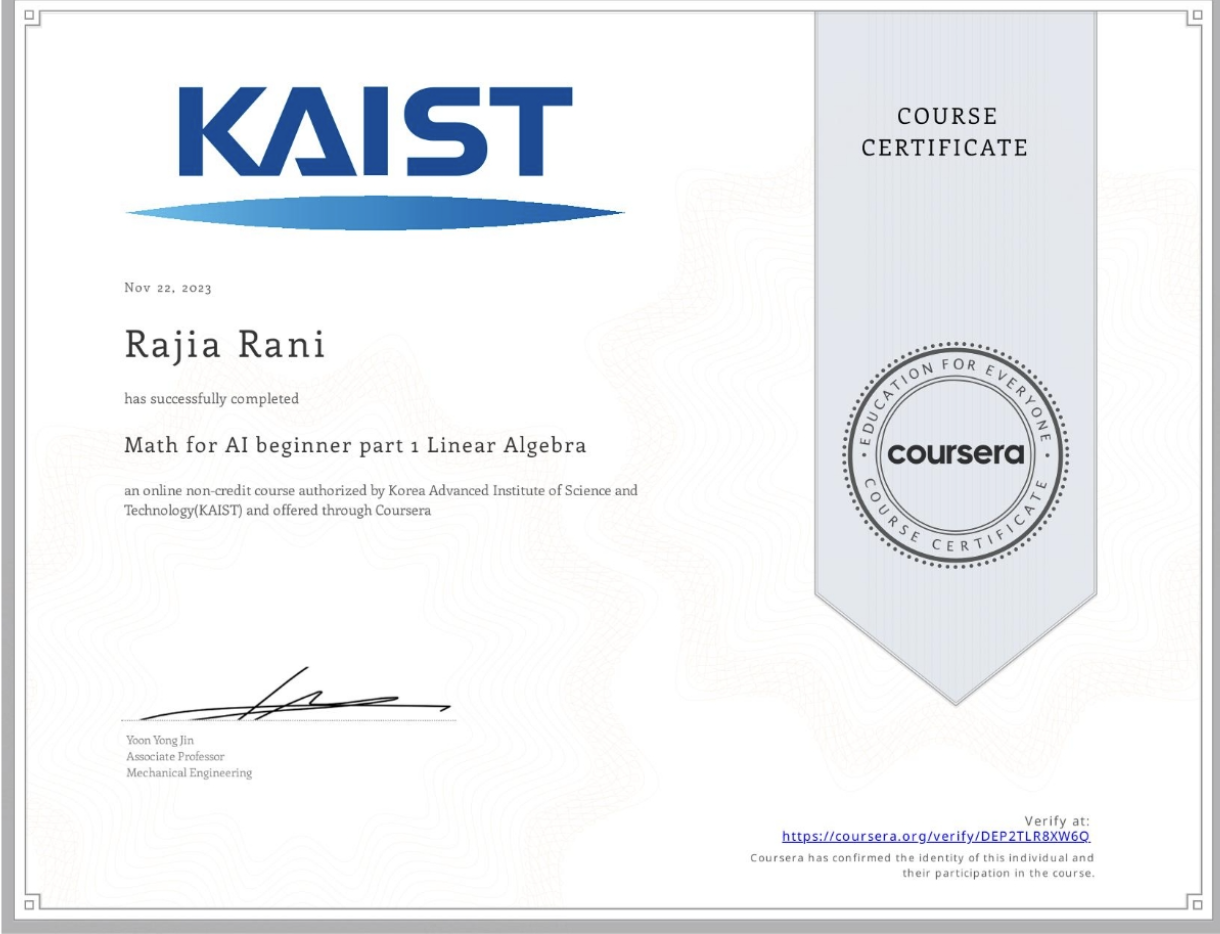 KAIST
COURSE
CERTIFICATE
Nov 22, 2023
Rajia Rani
has successfully completed
Math for AI beginner part 1 Linear Algebra
an online non-credit course authorized by Korea Advanced Institute of Science and
Technology(KAIST) and offered through Coursera
EDUCATION FOR EVERYONE
coursera
COURSE CERTIFICATE
Yoon Yong Jin
Associate Professor
Mechanical Engineering
Verify at:
https://coursera.org/verify/DEP2TLR8XW6Q
Coursera has confirmed the identity of this individual and
their participation in the course.